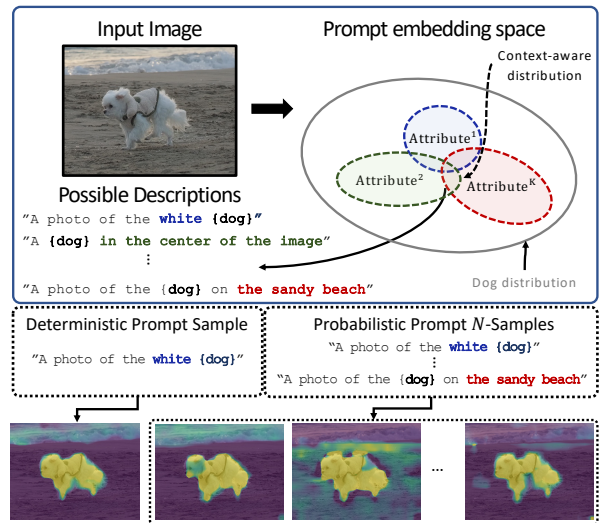 Input Image
Prompt embedding space
Context-aware
distribution
Attribute¹
Attribute²
Attributeᴷ
Possible Descriptions
"A photo of the white {dog}"
"A {dog} in the center of the image"
⋮
"A photo of the {dog} on the sandy beach"
Dog distribution
Deterministic Prompt Sample
"A photo of the white {dog}"
Probabilistic Prompt N-Samples
"A photo of the white {dog}"
⋮
"A photo of the {dog} on the sandy beach"
...